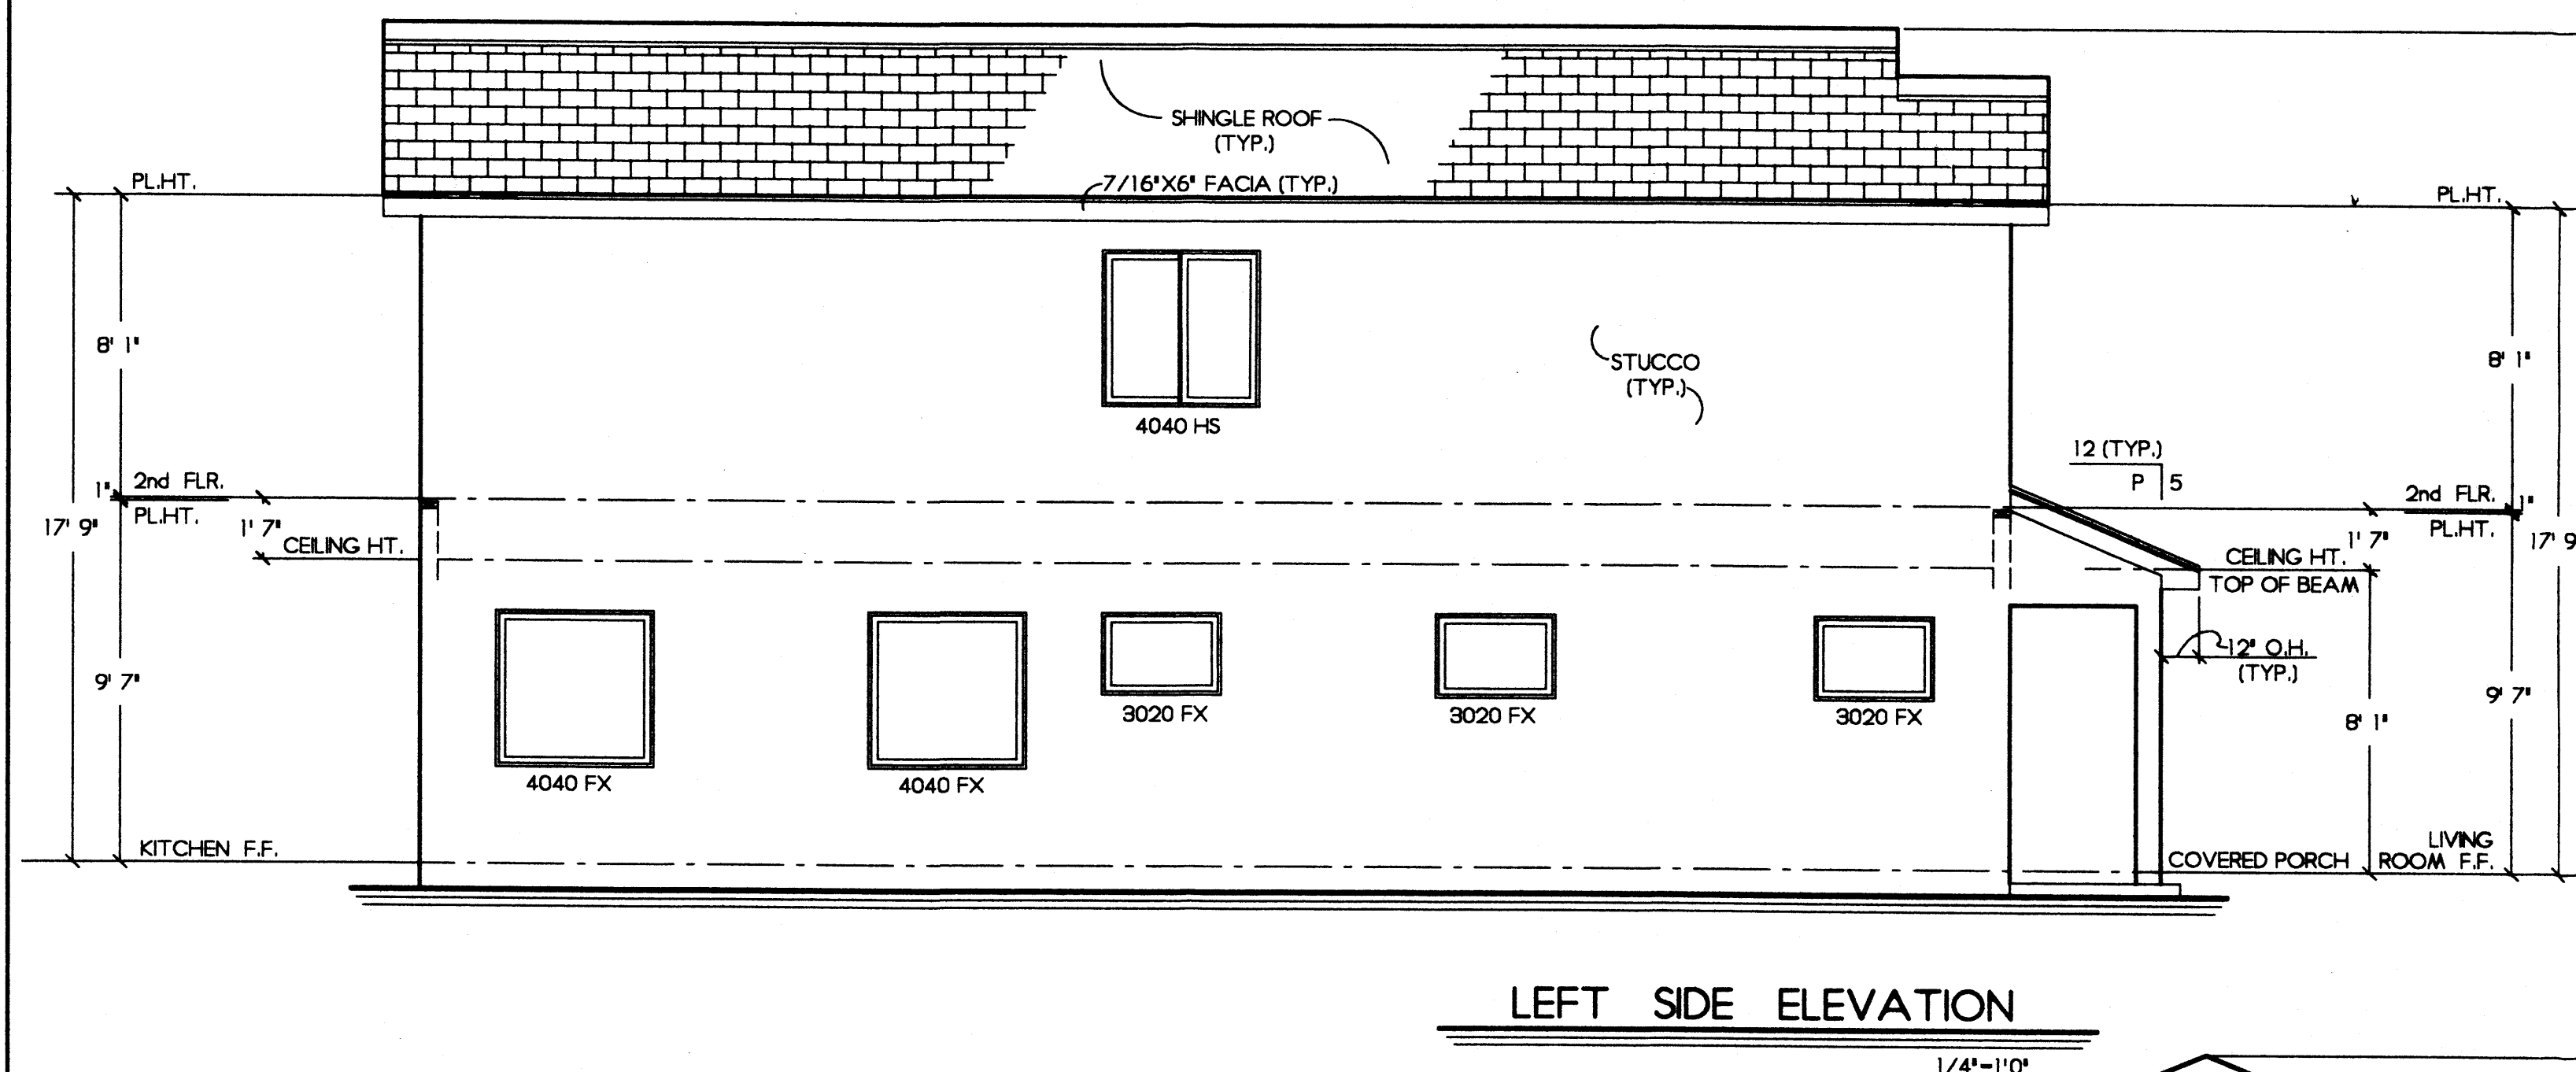 SHINGLE ROOF
(TYP.)
7/16"X6" FACIA (TYP.)
PL.HT.
PL.HT.
8' 1"
8' 1"
4040 HS
STUCCO
(TYP.)
12 (TYP.)
P 5
1"
2nd FLR.
PL.HT.
2nd FLR.
1"
PL.HT.
17' 9"
1' 7"
CEILING HT.
1' 7"
17' 9
CEILING HT.
TOP OF BEAM
12" O.H.
(TYP.)
9' 7"
9' 7"
8' 1"
4040 FX
4040 FX
3020 FX
3020 FX
3020 FX
KITCHEN F.F.
COVERED PORCH
LIVING
ROOM F.F.
LEFT SIDE ELEVATION
1/4"-1'0"